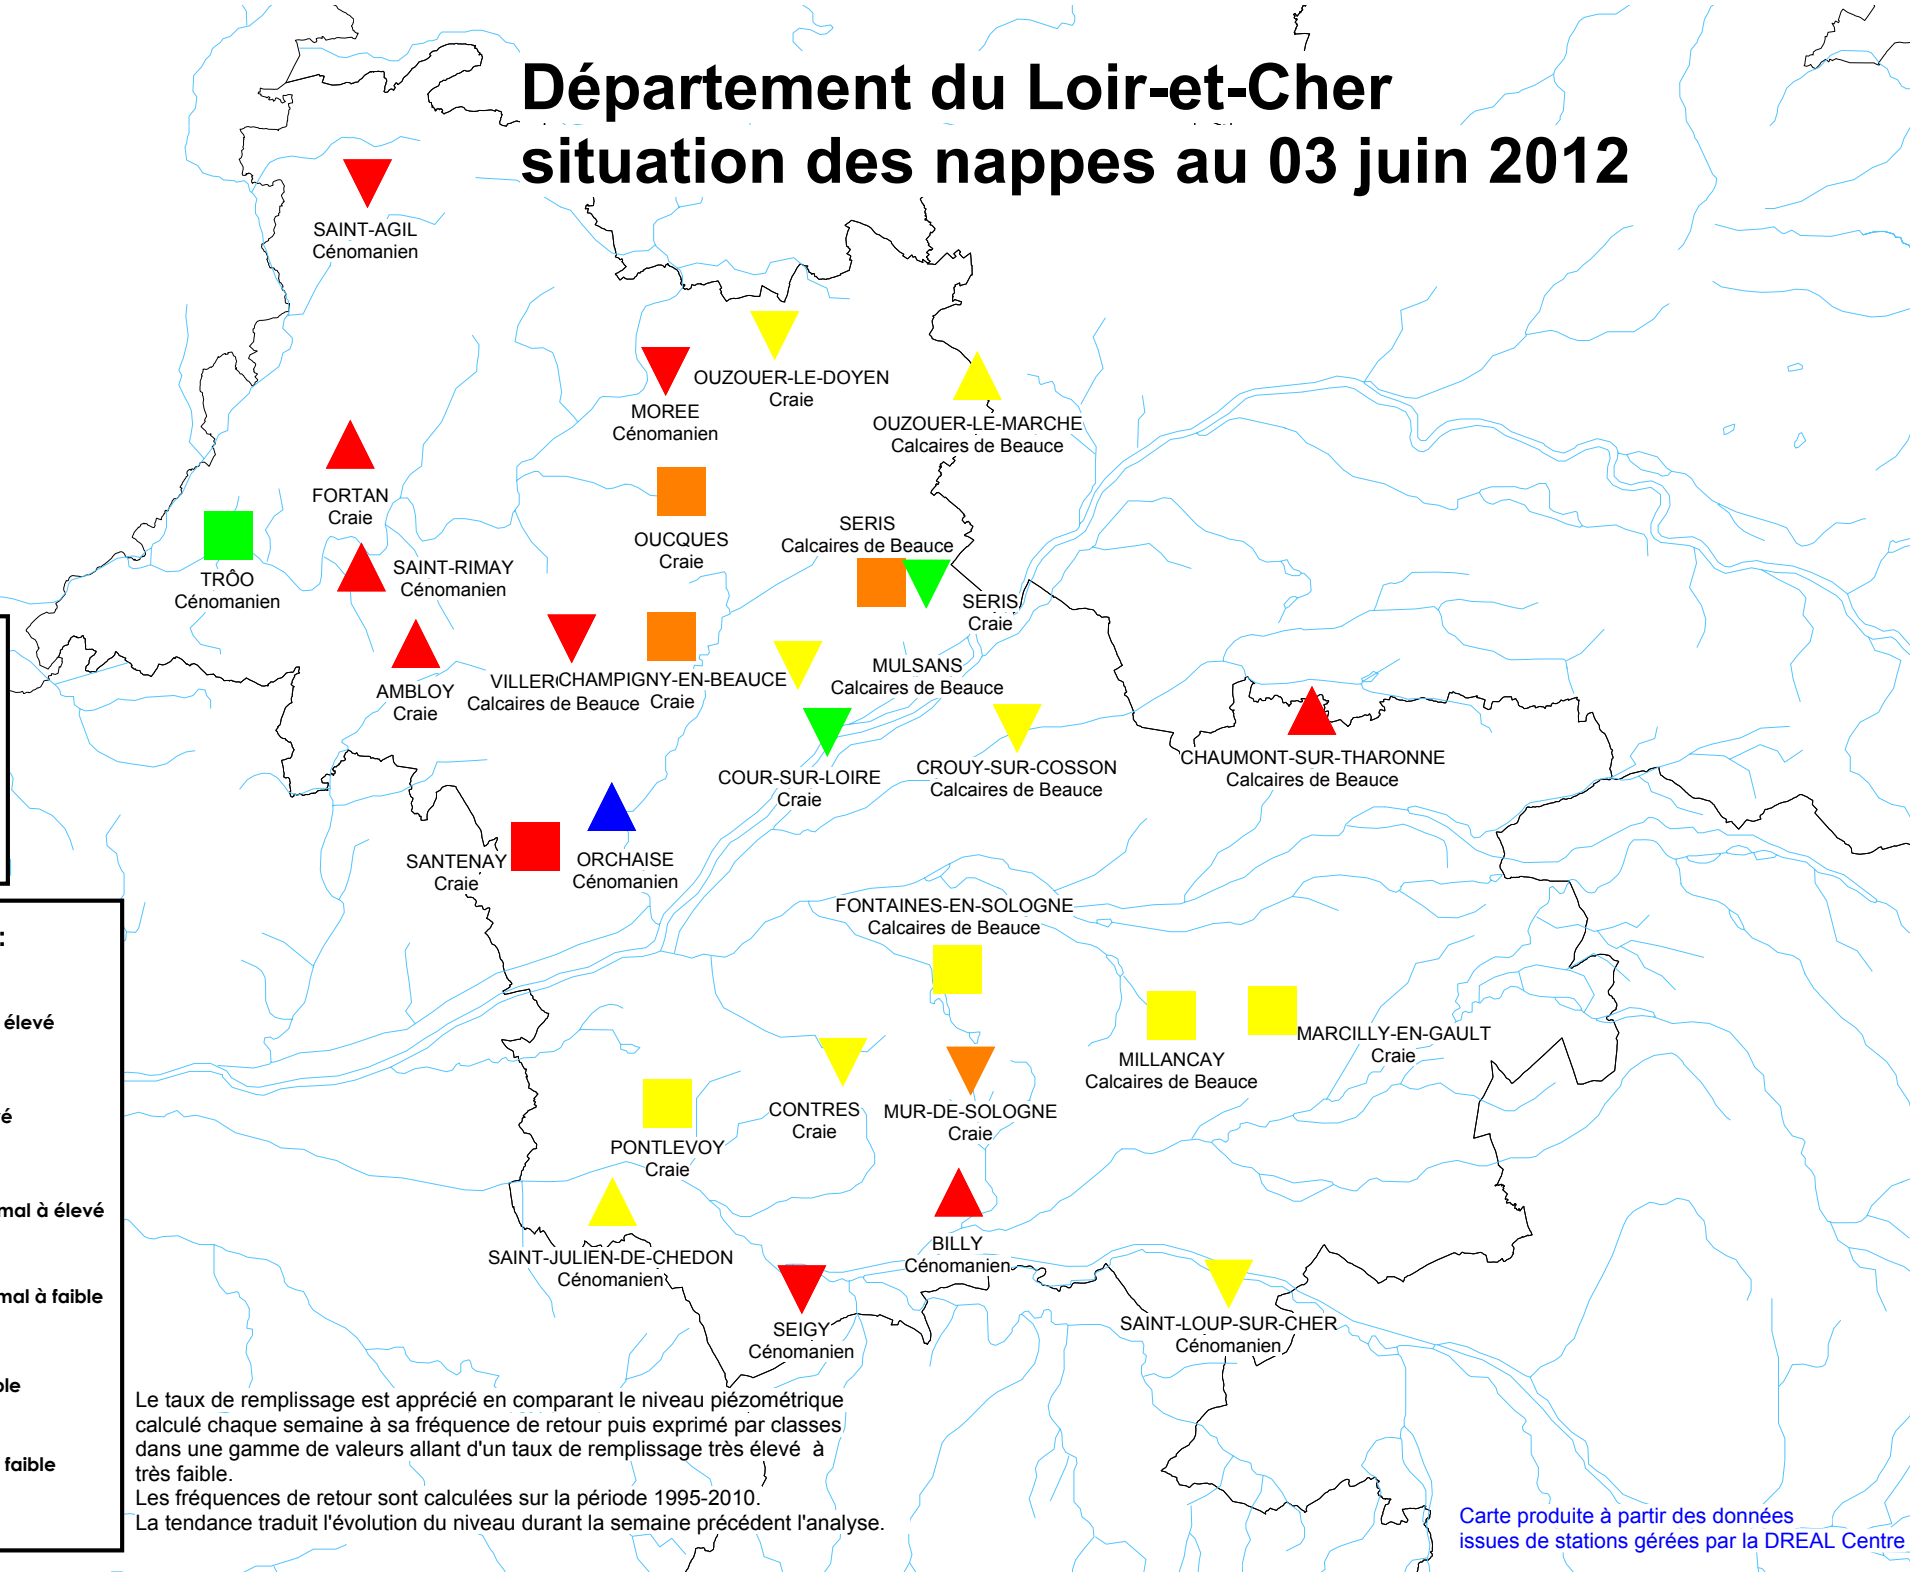 Département du Loir-et-Cher
situation des nappes au 03 juin 2012
SAINT-AGIL
Cénomanien
OUZOUER-LE-DOYEN
Craie
MOREE
Cénomanien
OUZOUER-LE-MARCHE
Calcaires de Beauce
FORTAN
Craie
OUCQUES
Craie
SERIS
Calcaires de Beauce
TRÔO
Cénomanien
SAINT-RIMAY
Cénomanien
SERIS
Craie
AMBLOY
Craie
VILLER
Calcaires de Beauce
CHAMPIGNY-EN-BEAUCE
Craie
MULSANS
Calcaires de Beauce
COUR-SUR-LOIRE
Craie
CROUY-SUR-COSSON
Calcaires de Beauce
CHAUMONT-SUR-THARONNE
Calcaires de Beauce
SANTENAY
Craie
ORCHAISE
Cénomanien
FONTAINES-EN-SOLOGNE
Calcaires de Beauce
MILLANCAY
Calcaires de Beauce
MARCILLY-EN-GAULT
Craie
CONTRES
Craie
MUR-DE-SOLOGNE
Craie
PONTLEVOY
Craie
SAINT-JULIEN-DE-CHEDON
Cénomanien
BILLY
Cénomanien
SEIGY
Cénomanien
SAINT-LOUP-SUR-CHER
Cénomanien
:
élevé
vé
mal à élevé
mal à faible
ble
faible
Le taux de remplissage est apprécié en comparant le niveau piézométrique
calculé chaque semaine à sa fréquence de retour puis exprimé par classes
dans une gamme de valeurs allant d'un taux de remplissage très élevé à
très faible.
Les fréquences de retour sont calculées sur la période 1995-2010.
La tendance traduit l'évolution du niveau durant la semaine précédent l'analyse.
Carte produite à partir des données
issues de stations gérées par la DREAL Centre